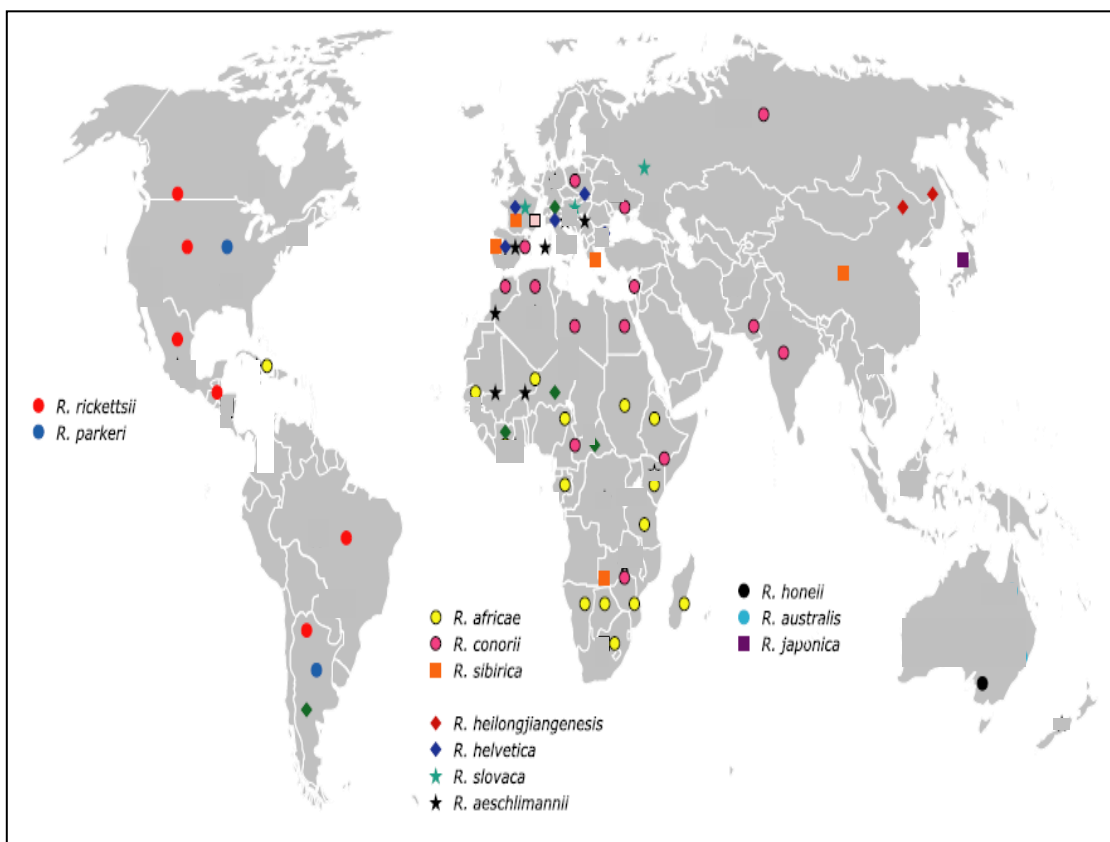 R. rickettsii
R. parkeri
R. africae
R. conorii
R. sibirica
R. heilongjiangenesis
R. helvetica
R. slovaca
R. aeschlimannii
R. honeii
R. australis
R. japonica